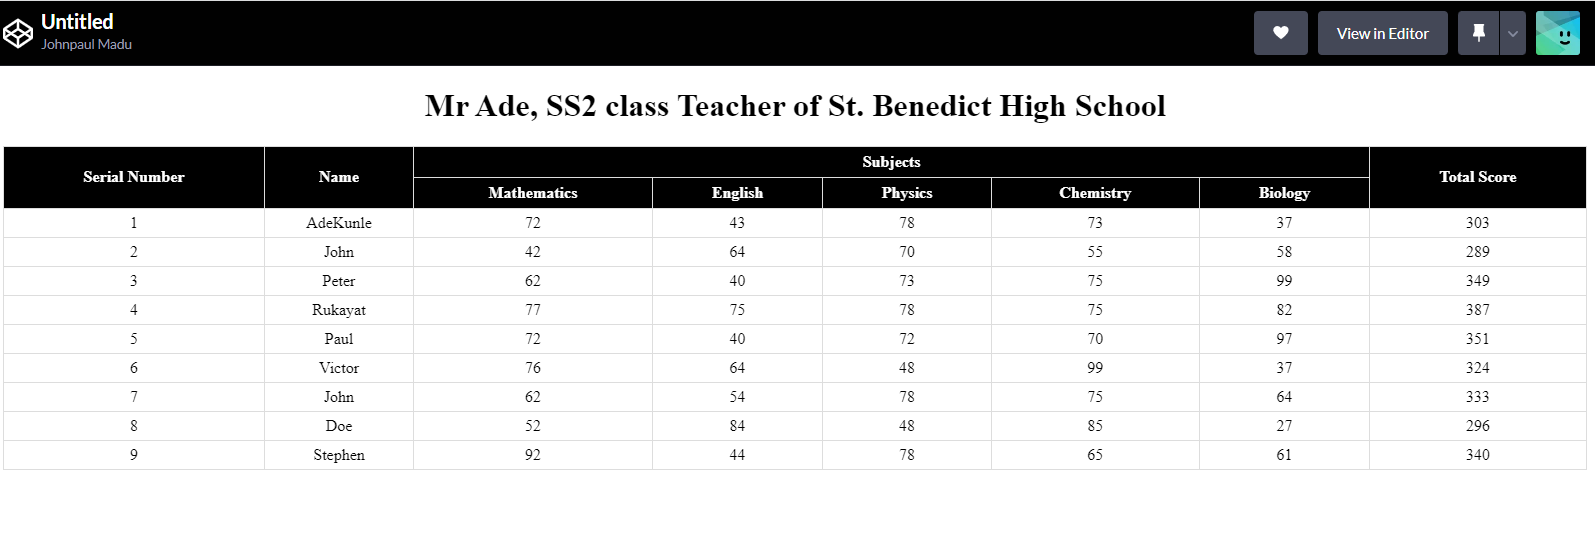 Untitled
Johnpaul Madu
View in Editor
Mr Ade, SS2 class Teacher of St. Benedict High School
Serial Number Name Subjects Total Score
Mathematics English Physics Chemistry Biology
1 AdeKunle 72 43 78 73 37 303
2 John 42 64 70 55 58 289
3 Peter 62 40 73 75 99 349
4 Rukayat 77 75 78 75 82 387
5 Paul 72 40 72 70 97 351
6 Victor 76 64 48 99 37 324
7 John 62 54 78 75 64 333
8 Doe 52 84 48 85 27 296
9 Stephen 92 44 78 65 61 340